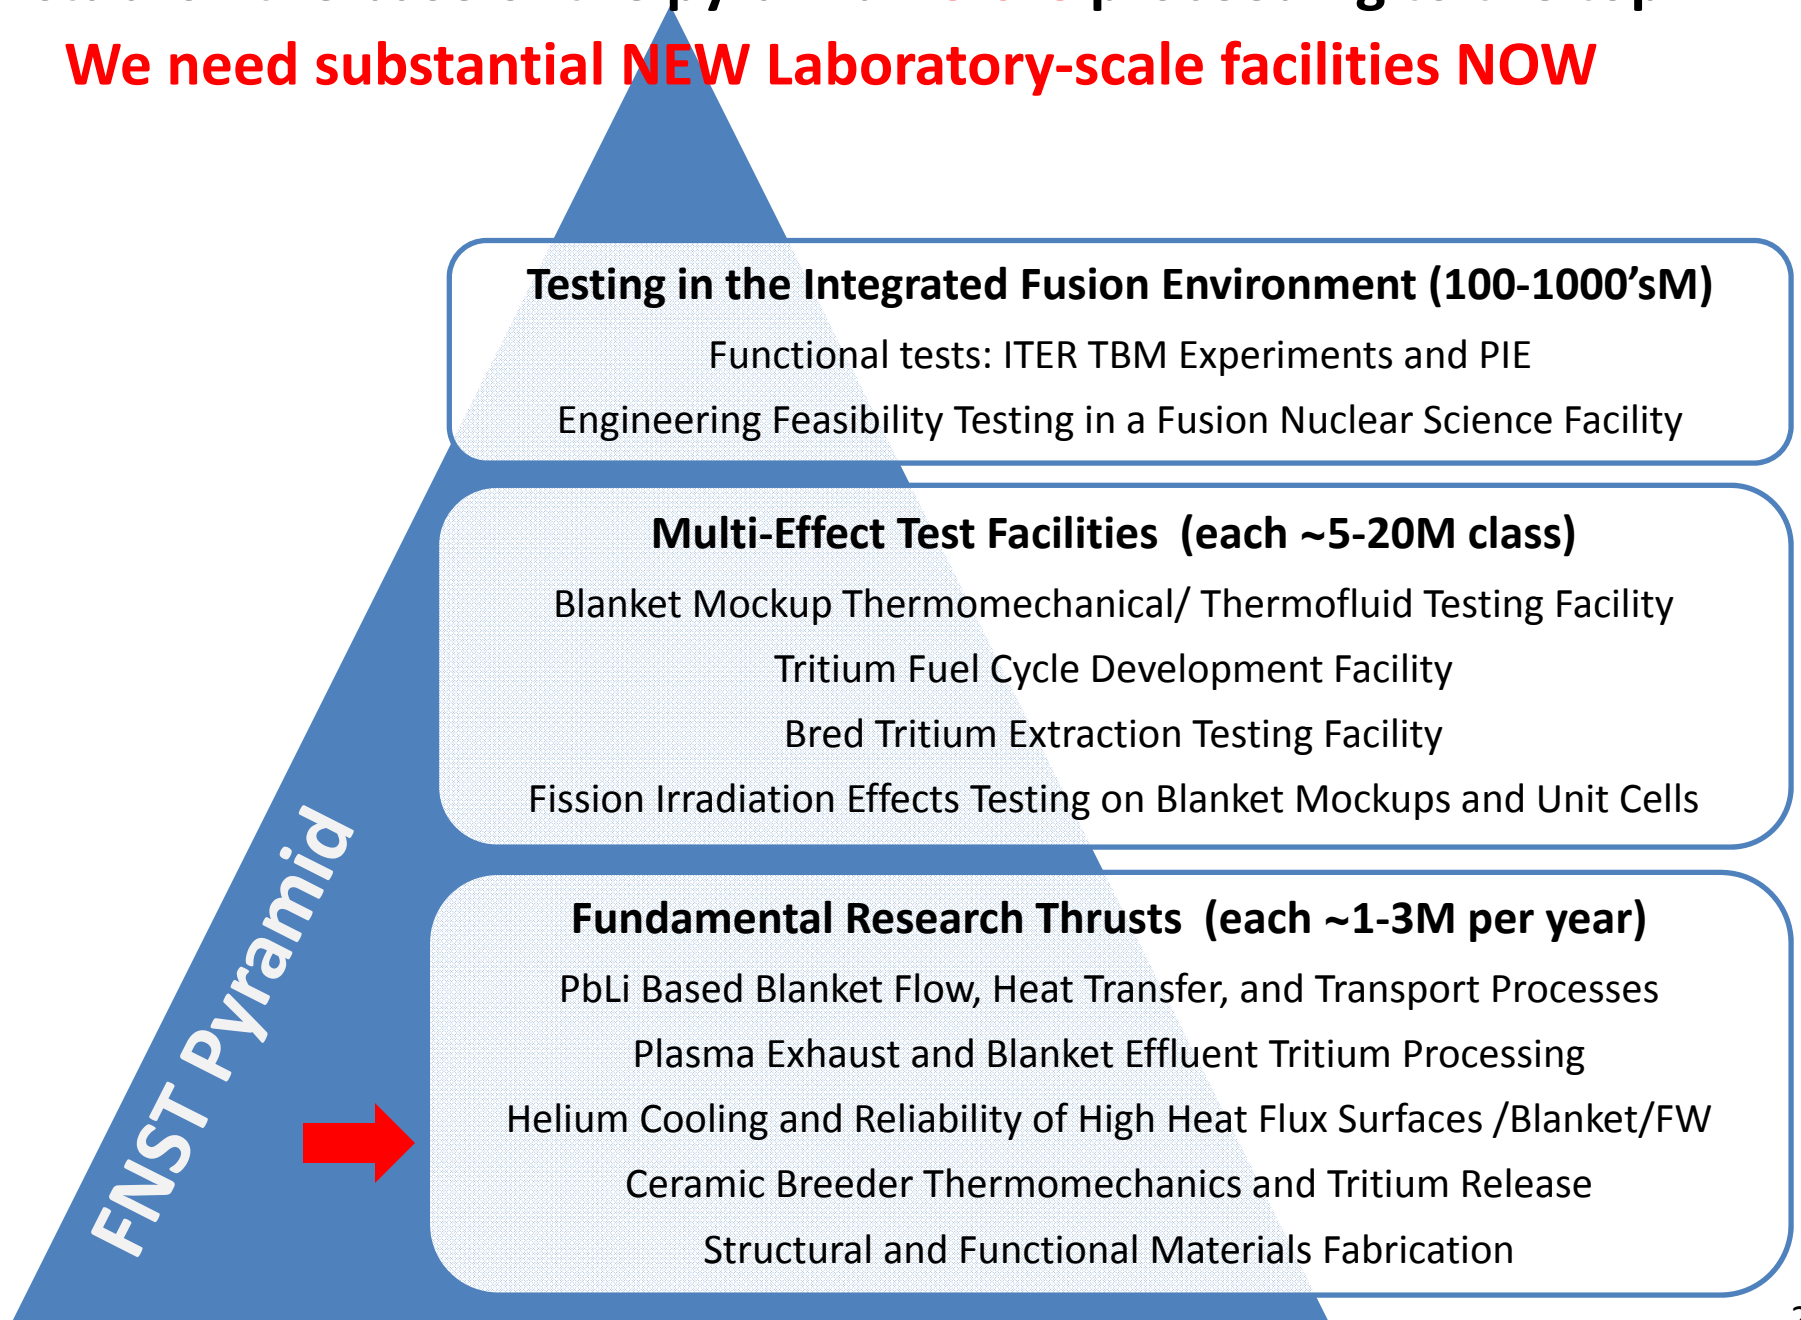 We need substantial NEW Laboratory-scale facilities NOW
Testing in the Integrated Fusion Environment (100-1000’sM)
Functional tests: ITER TBM Experiments and PIE
Engineering Feasibility Testing in a Fusion Nuclear Science Facility
Multi-Effect Test Facilities (each ~5-20M class)
Blanket Mockup Thermomechanical/ Thermofluid Testing Facility
Tritium Fuel Cycle Development Facility
Bred Tritium Extraction Testing Facility
Fission Irradiation Effects Testing on Blanket Mockups and Unit Cells
Fundamental Research Thrusts (each ~1-3M per year)
PbLi Based Blanket Flow, Heat Transfer, and Transport Processes
Plasma Exhaust and Blanket Effluent Tritium Processing
Helium Cooling and Reliability of High Heat Flux Surfaces /Blanket/FW
Ceramic Breeder Thermomechanics and Tritium Release
Structural and Functional Materials Fabrication
FNST Pyramid